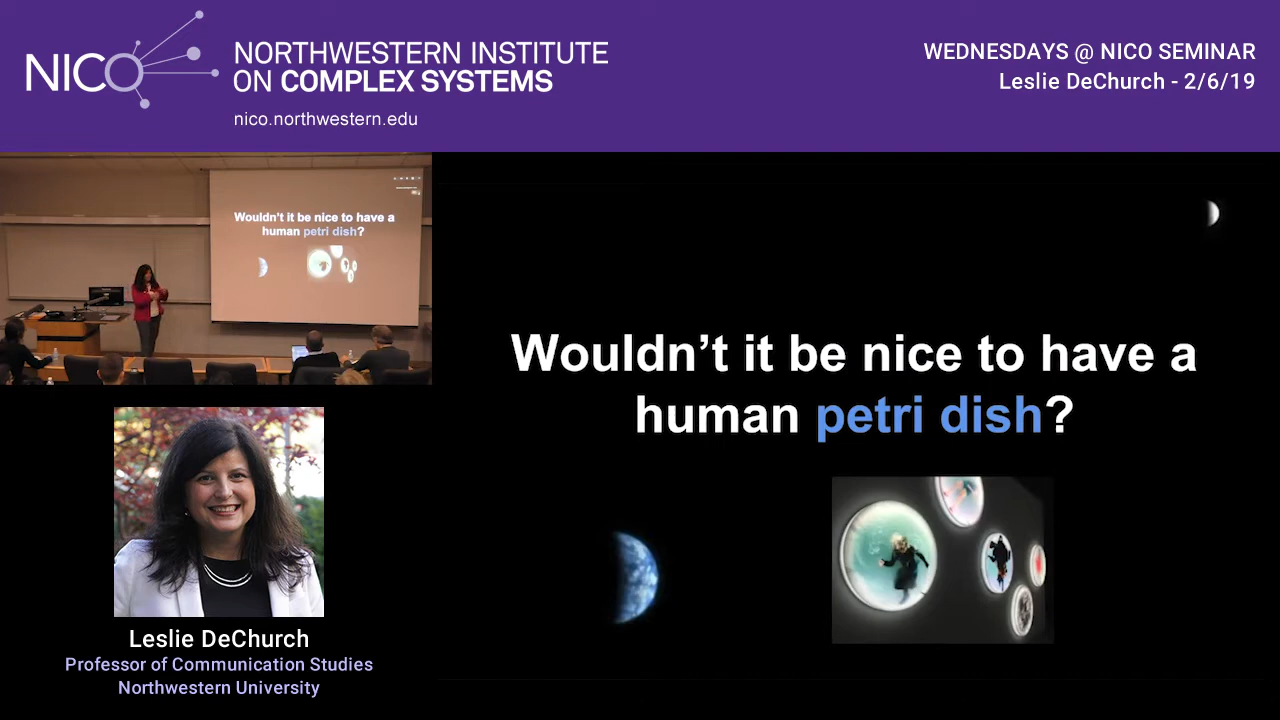 NICO
NORTHWESTERN INSTITUTE
ON COMPLEX SYSTEMS
nico.northwestern.edu
WEDNESDAYS @ NICO SEMINAR
Leslie DeChurch - 2/6/19
Wouldn't it be nice to have a
human petri dish?
Wouldn’t it be nice to have a
human petri dish?
Leslie DeChurch
Professor of Communication Studies
Northwestern University